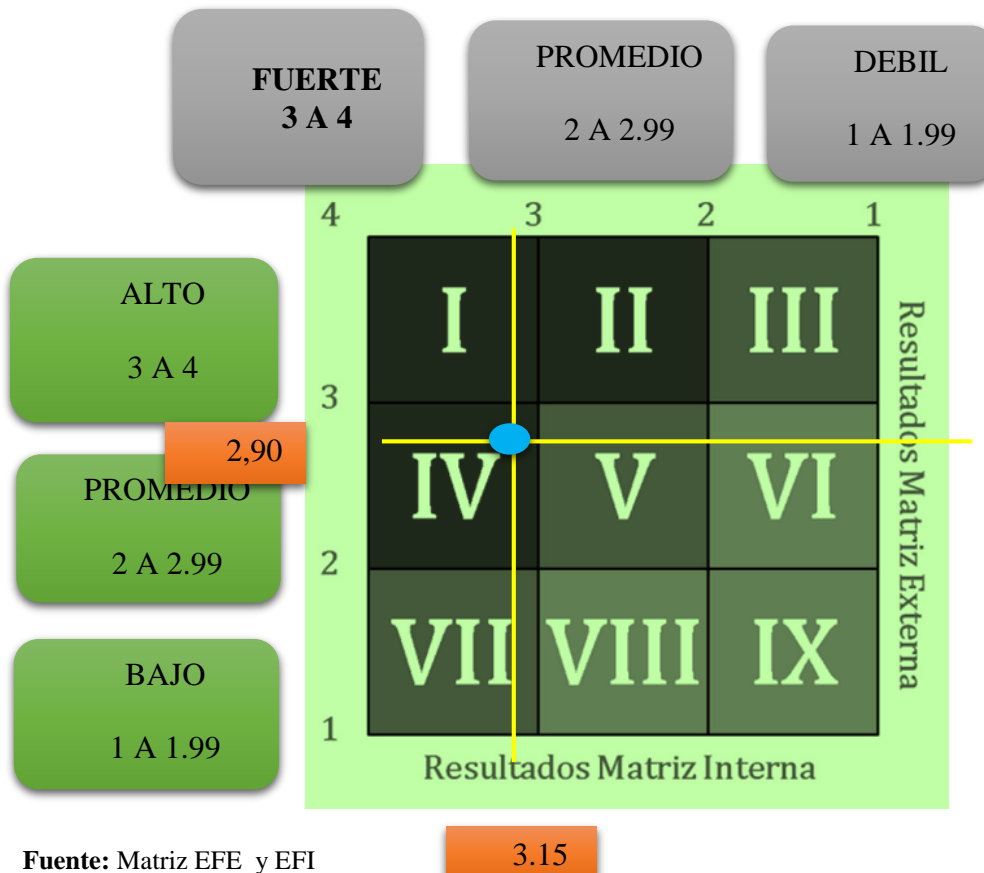 FUERTE
3 A 4
PROMEDIO
2 A 2.99
DEBIL
1 A 1.99
4 3 2 1
ALTO
3 A 4
I II III
3
2,90
PROMEDIO
2 A 2.99
IV V VI
2
BAJO
1 A 1.99
VII VIII IX
1
Resultados Matriz Externa
Resultados Matriz Interna
Fuente: Matriz EFE y EFI
3.15